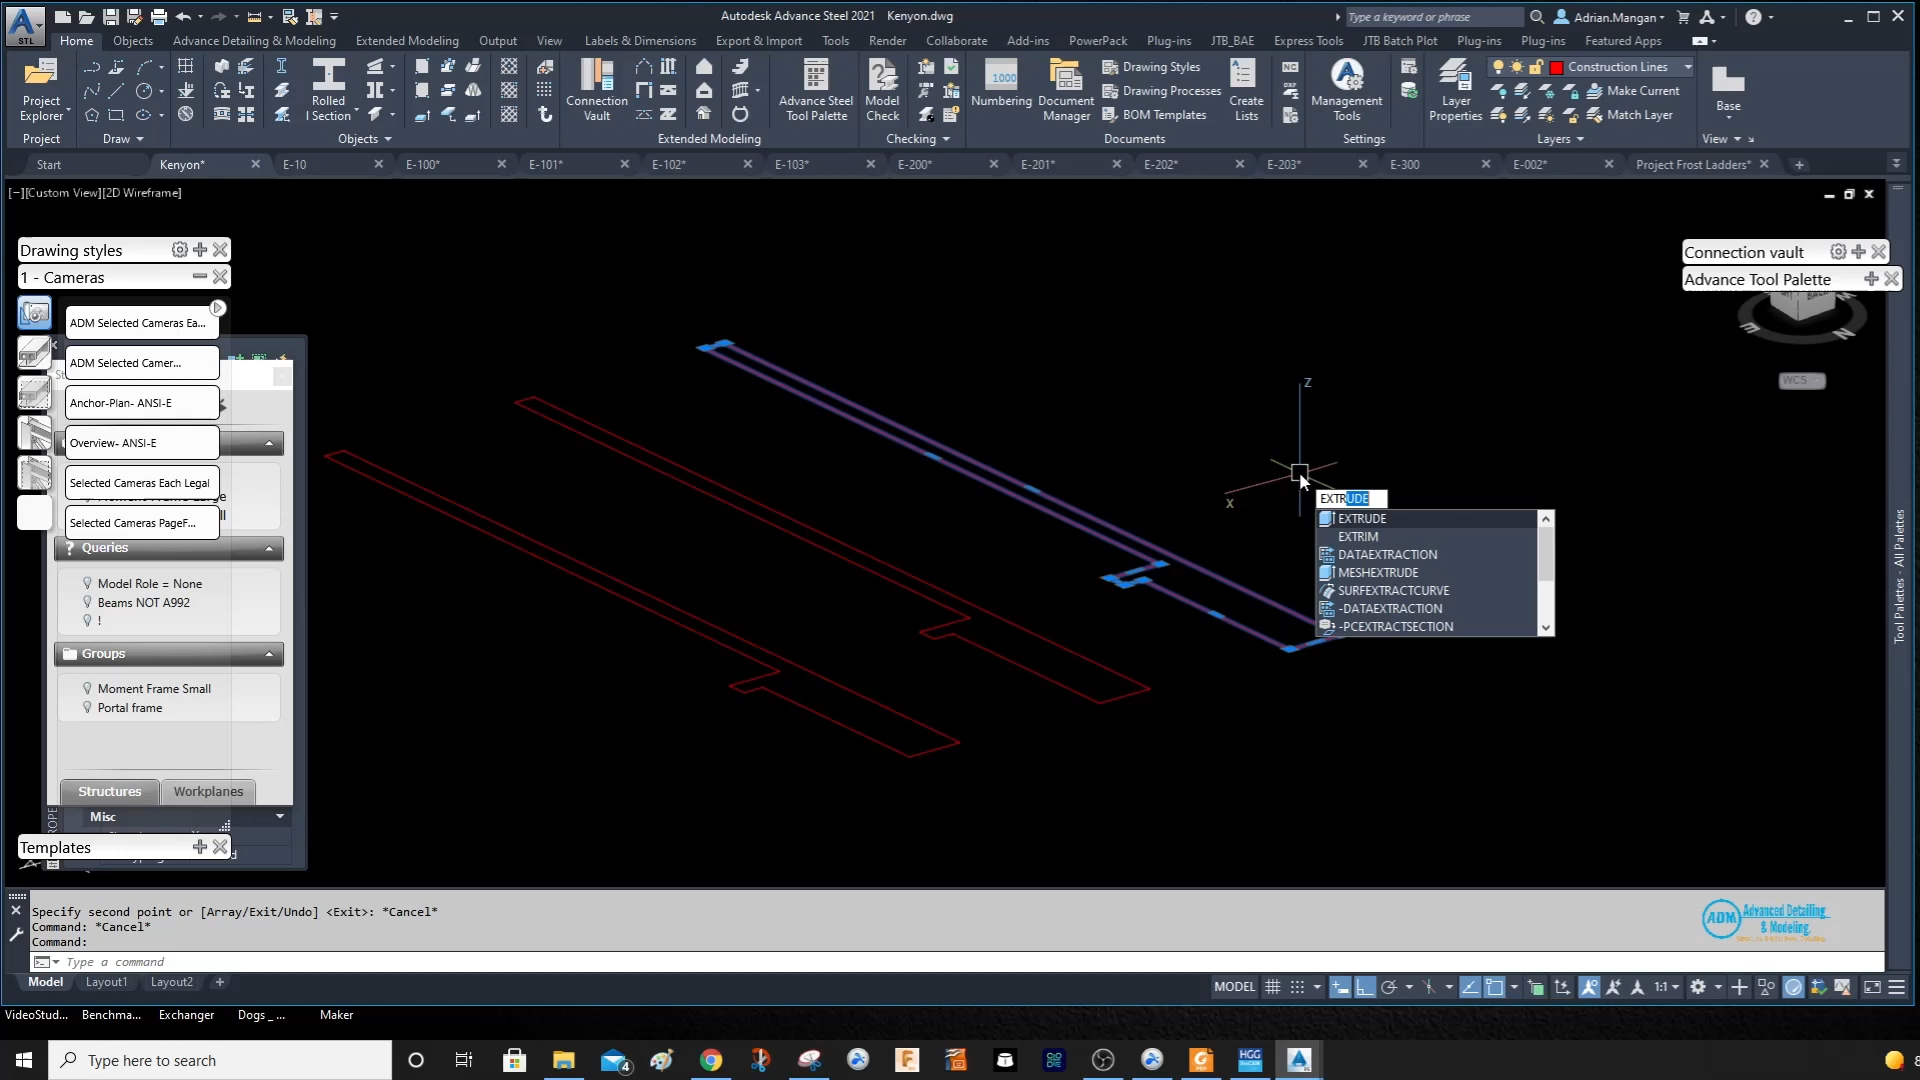 Autodesk Advance Steel 2021 Kenyon.dwg
Type a keyword or phrase
Adrian.Mangan
STL
Home Objects Advance Detailing & Modeling Extended Modeling Output View Labels & Dimensions Export & Import Tools Render Collaborate Add-ins PowerPack Plug-ins JTB_BAE Express Tools JTB Batch Plot Plug-ins Plug-ins Featured Apps
Project Explorer
Rolled I Section
Connection Vault
Advance Steel Tool Palette
Model Check
1000
Numbering
Document Manager
Drawing Styles
Drawing Processes
BOM Templates
Create Lists
NC
DXF
Management Tools
Layer Properties
Construction Lines
Make Current
Match Layer
Base
Project Draw Objects Extended Modeling Checking Documents Settings Layers View
Start Kenyon* E-10 E-100* E-101* E-102* E-103* E-200* E-201* E-202* E-203* E-300 E-002* Project Frost Ladders*
[−][Custom View][2D Wireframe]
Drawing styles
1 - Cameras
ADM Selected Cameras Ea...
ADM Selected Camer...
Anchor-Plan- ANSI-E
Overview- ANSI-E
Selected Cameras Each Legal
Selected Cameras PageF...
Queries
Model Role = None
Beams NOT A992
!
Groups
Moment Frame Small
Portal frame
Structures Workplanes
Misc
Templates
Connection vault
Advance Tool Palette
WCS
Tool Palettes - All Palettes
Z
X
EXTRUDE
EXTRUDE
EXTRIM
DATAEXTRACTION
MESHEXTRUDE
SURFEXTRACTCURVE
-DATAEXTRACTION
-PCEXTRACTSECTION
Specify second point or [Array/Exit/Undo] <Exit>: *Cancel*
Command: *Cancel*
Command:
Type a command
ADM Advanced Detailing
& Modeling.
Model Layout1 Layout2 +
MODEL 1:1
VideoStud... Benchma... Exchanger Dogs _ ... Maker
Type here to search
4
HGG